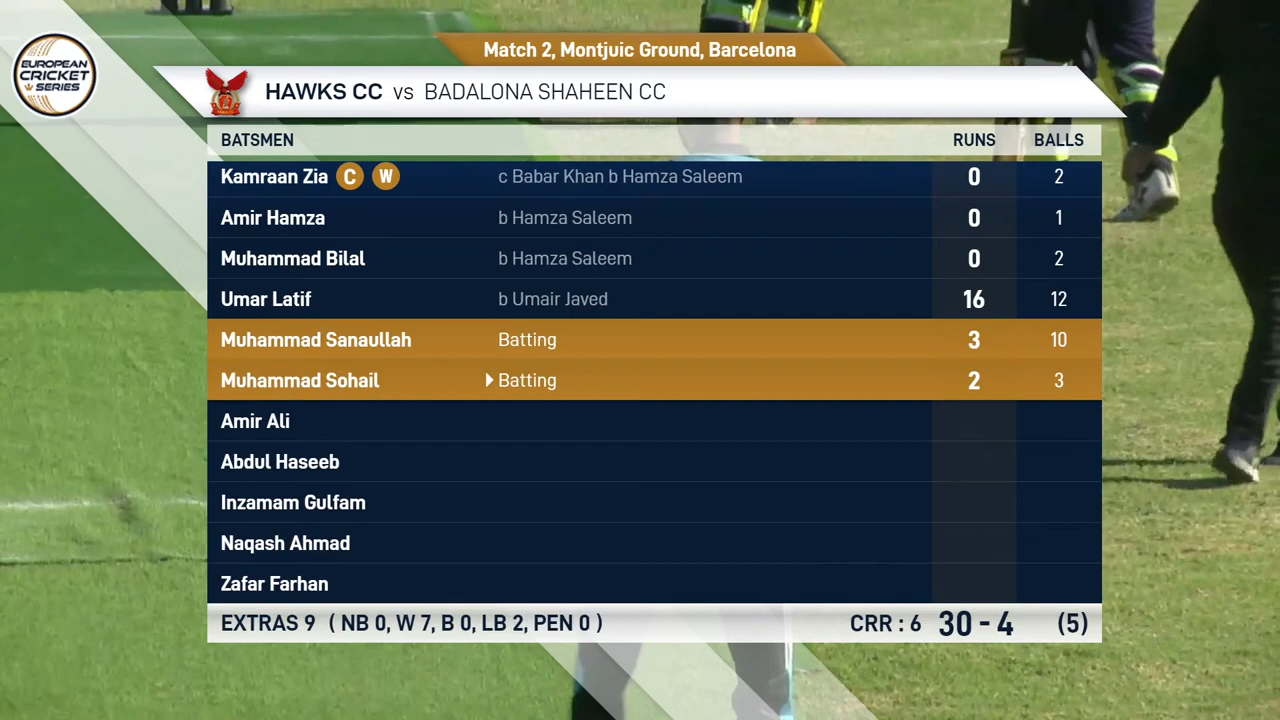 Match 2, Montjuic Ground, Barcelona
EUROPEAN
CRICKET
SERIES
HAWKS CC vs BADALONA SHAHEEN CC
BATSMEN RUNS BALLS
Kamraan Zia C W c Babar Khan b Hamza Saleem 0 2
Amir Hamza b Hamza Saleem 0 1
Muhammad Bilal b Hamza Saleem 0 2
Umar Latif b Umair Javed 16 12
Muhammad Sanaullah Batting 3 10
Muhammad Sohail Batting 2 3
Amir Ali
Abdul Haseeb
Inzamam Gulfam
Naqash Ahmad
Zafar Farhan
EXTRAS 9 ( NB 0, W 7, B 0, LB 2, PEN 0 ) CRR : 6 30 - 4 (5)